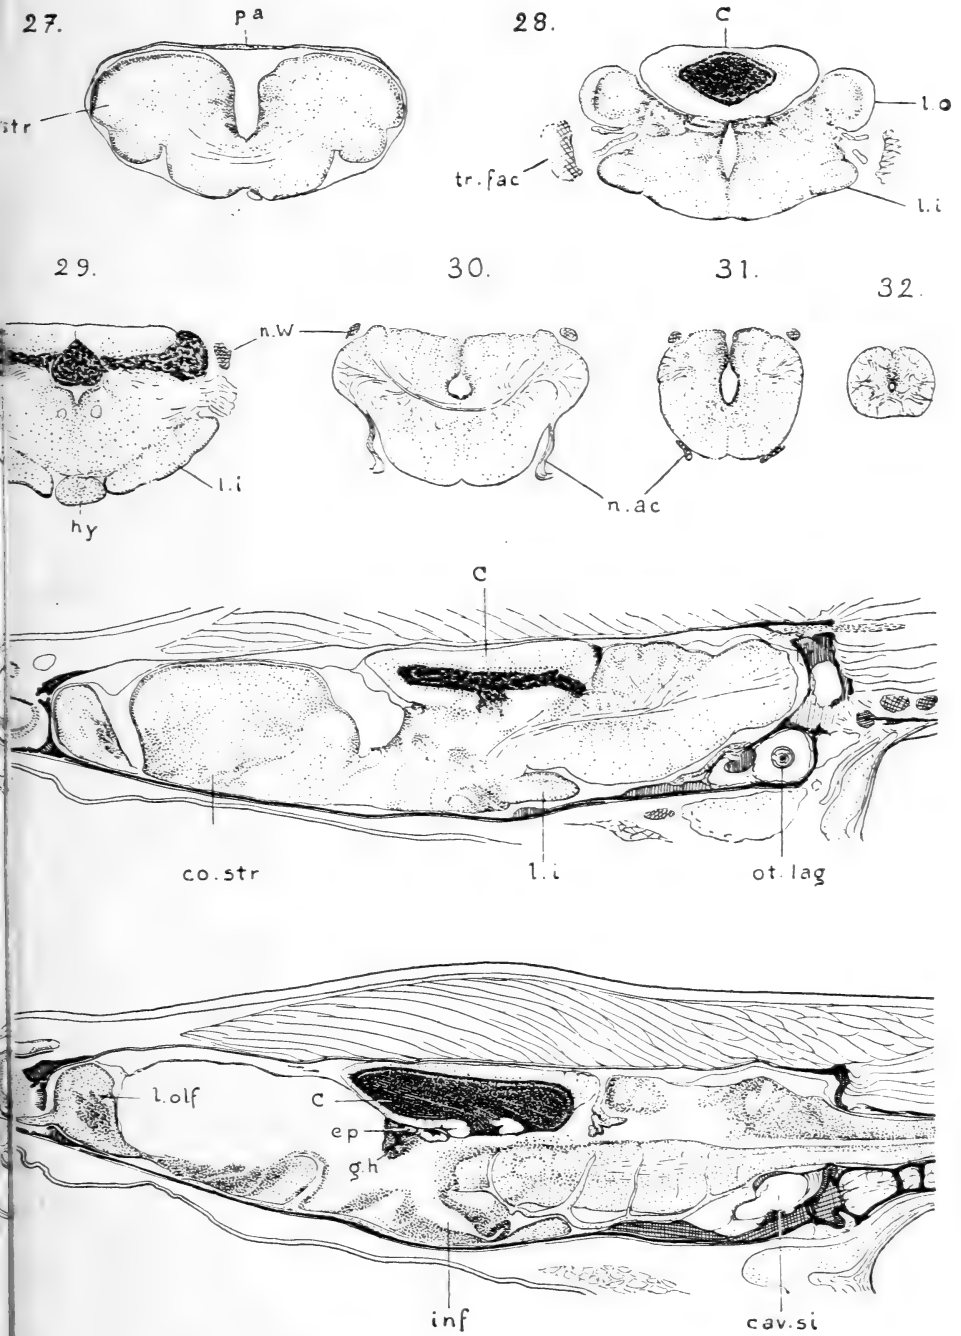 27.
pa
28.
C
str
l.o
tr.fac
l.i
29.
30.
31.
32.
n.W
l.i
hy
n.ac
C
co.str
l.i
ot.lag
l.olf
C
ep
g.h
inf
cav.si